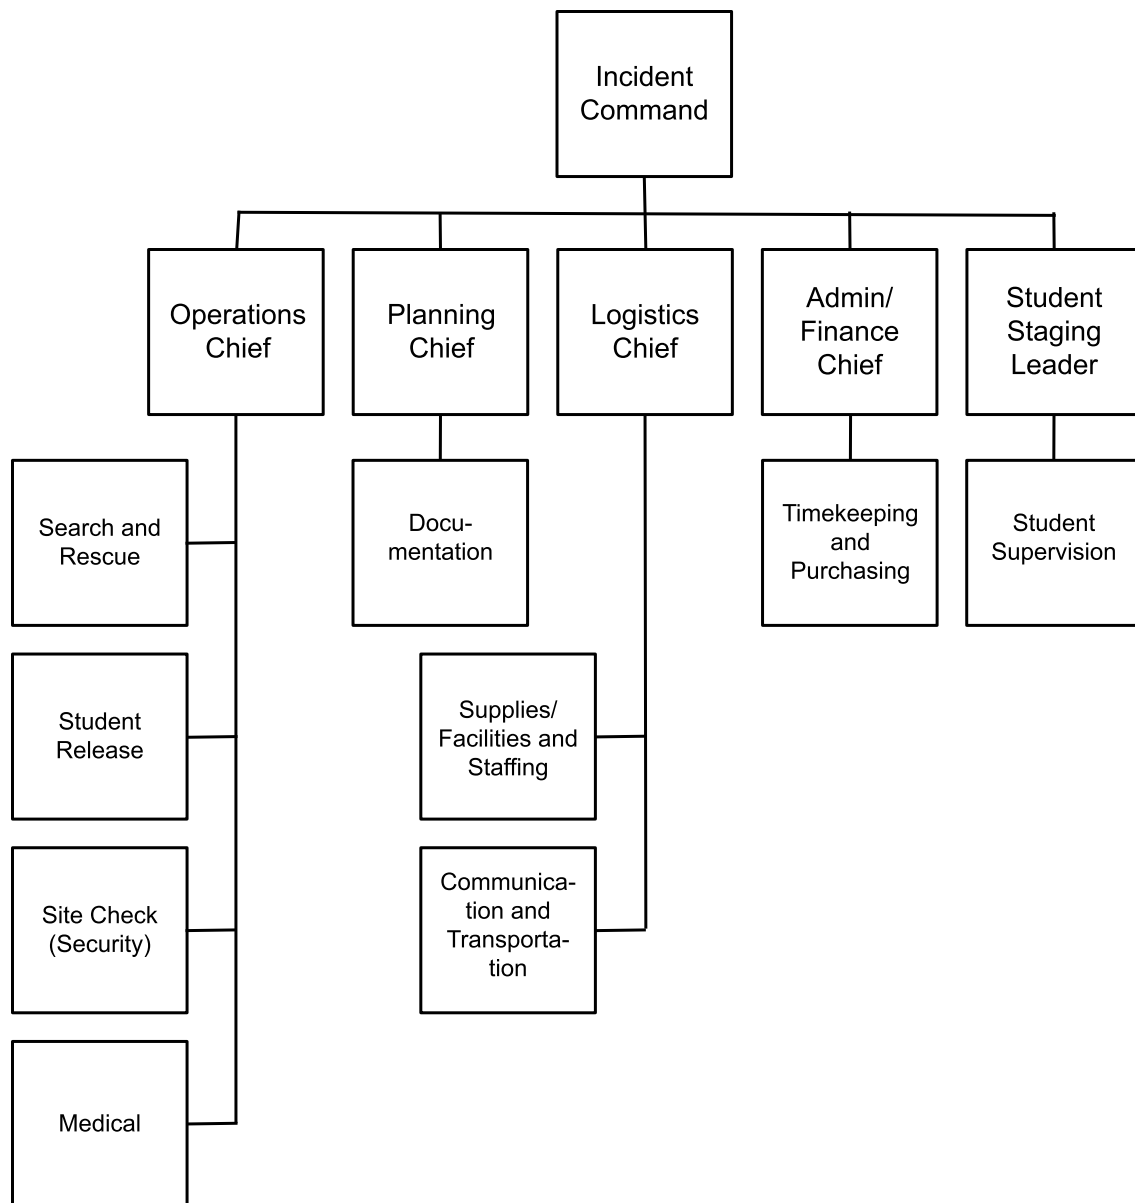 Incident
Command
Operations
Chief
Planning
Chief
Logistics
Chief
Admin/
Finance
Chief
Student
Staging
Leader
Search and
Rescue
Docu-
mentation
Timekeeping
and
Purchasing
Student
Supervision
Student
Release
Supplies/
Facilities and
Staffing
Site Check
(Security)
Communica-
tion and
Transporta-
tion
Medical